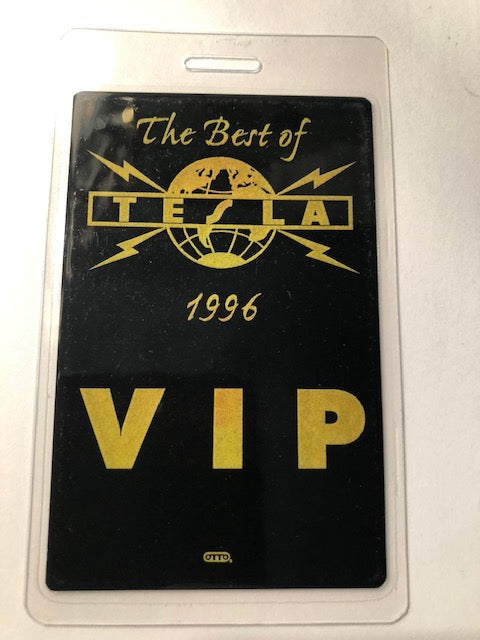 The Best of
TESLA
1996
VIP
OTTO